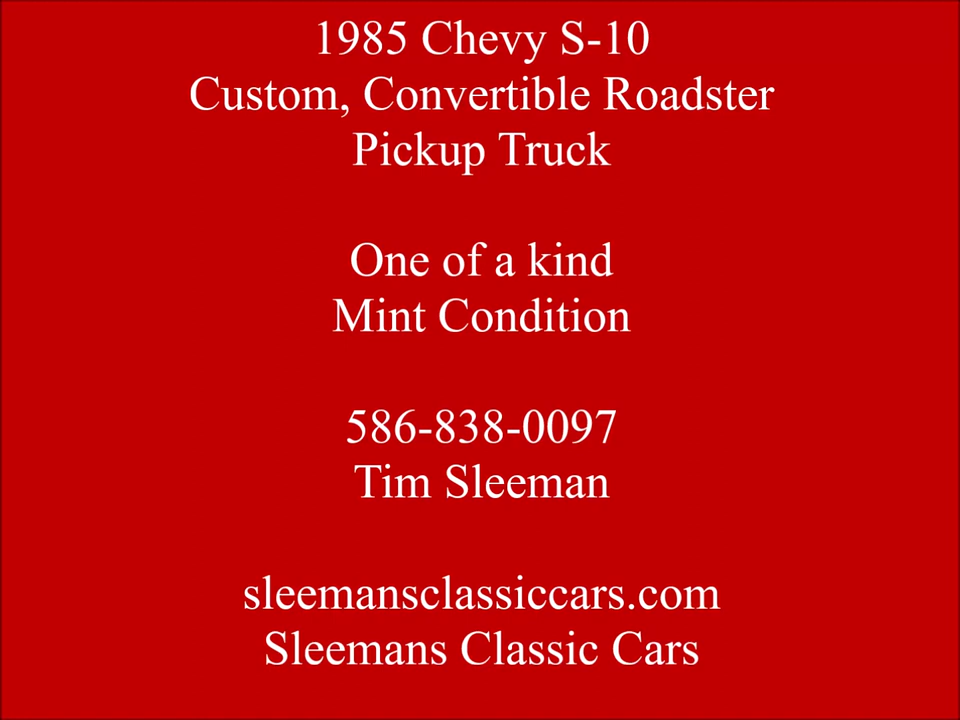 1985 Chevy S-10
Custom, Convertible Roadster
Pickup Truck
One of a kind
Mint Condition
586-838-0097
Tim Sleeman
sleemansclassiccars.com
Sleemans Classic Cars